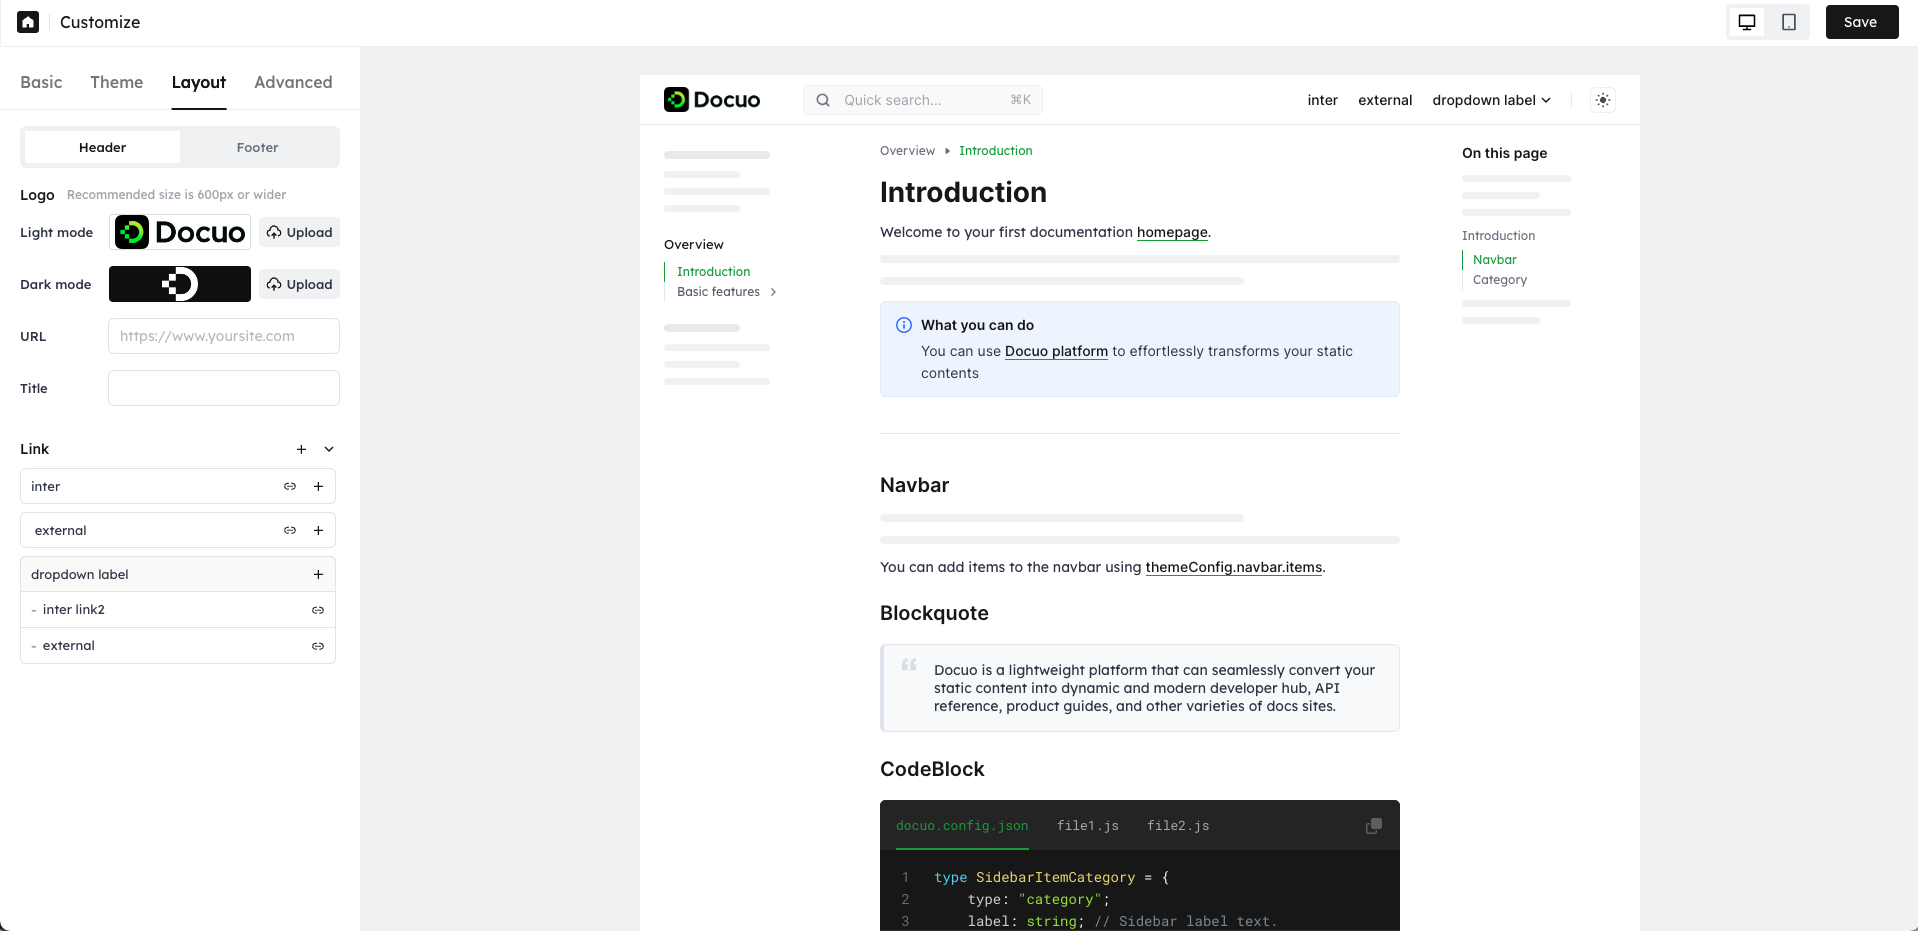 Customize
Save
Basic Theme Layout Advanced
Header Footer
Logo Recommended size is 600px or wider
Light mode Docuo Upload
Dark mode Upload
URL https://www.yoursite.com
Title
Link
inter
external
dropdown label
- inter link2
- external
Docuo Quick search... ⌘K inter external dropdown label
Overview
Introduction
Basic features
Overview Introduction
Introduction
Welcome to your first documentation homepage.
What you can do
You can use Docuo platform to effortlessly transforms your static
contents
Navbar
You can add items to the navbar using themeConfig.navbar.items.
Blockquote
“ Docuo is a lightweight platform that can seamlessly convert your
static content into dynamic and modern developer hub, API
reference, product guides, and other varieties of docs sites.
CodeBlock
docuo.config.json file1.js file2.js
1 type SidebarItemCategory = {
2 type: "category";
3 label: string; // Sidebar label text.
On this page
Introduction
Navbar
Category